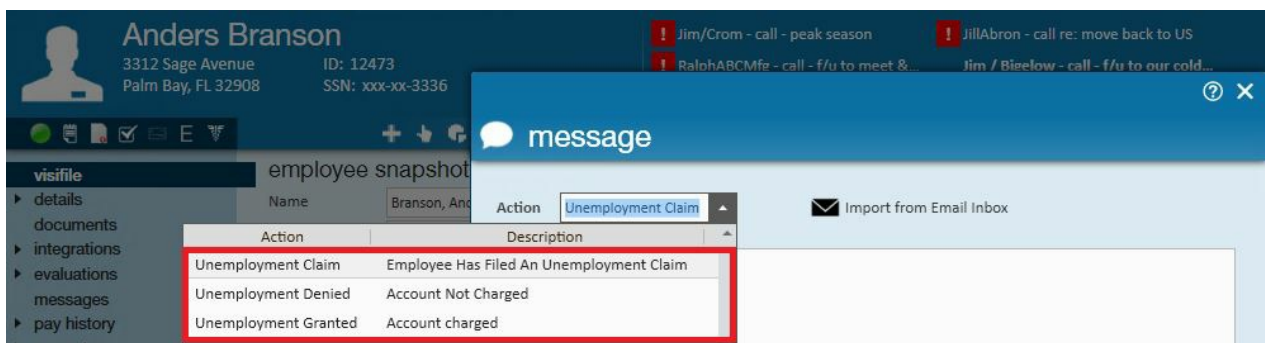 Anders Branson
3312 Sage Avenue ID: 12473
Palm Bay, FL 32908 SSN: xxx-xx-3336
! Jim/Crom - call - peak season
! JillAbron - call re: move back to US
! RalphABCMfg - call - f/u to meet &...
Jim / Bigelow - call - f/u to our cold...
E
message
visifile
details
documents
integrations
evaluations
messages
pay history
employee snapshot
Name Branson, And
Action Unemployment Claim
Import from Email Inbox
Action Description
Unemployment Claim Employee Has Filed An Unemployment Claim
Unemployment Denied Account Not Charged
Unemployment Granted Account charged